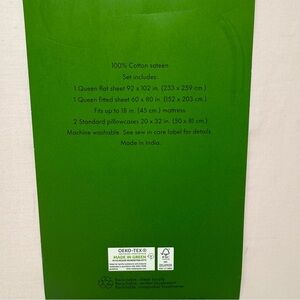 100% Cotton sateen
Set includes:
1 Queen flat sheet 90 x 102 in. (233 x 259 cm.)
1 Queen fitted sheet 60 x 80 in. (152 x 203 cm.)
Fits up to 18 in. (45 cm.) mattress
2 Standard pillowcases 20 x 32 in. (50 x 81 cm.)
Machine washable. See sew in care label for details.
Made in India.
OEKO-TEX®
MADE IN GREEN
FSC